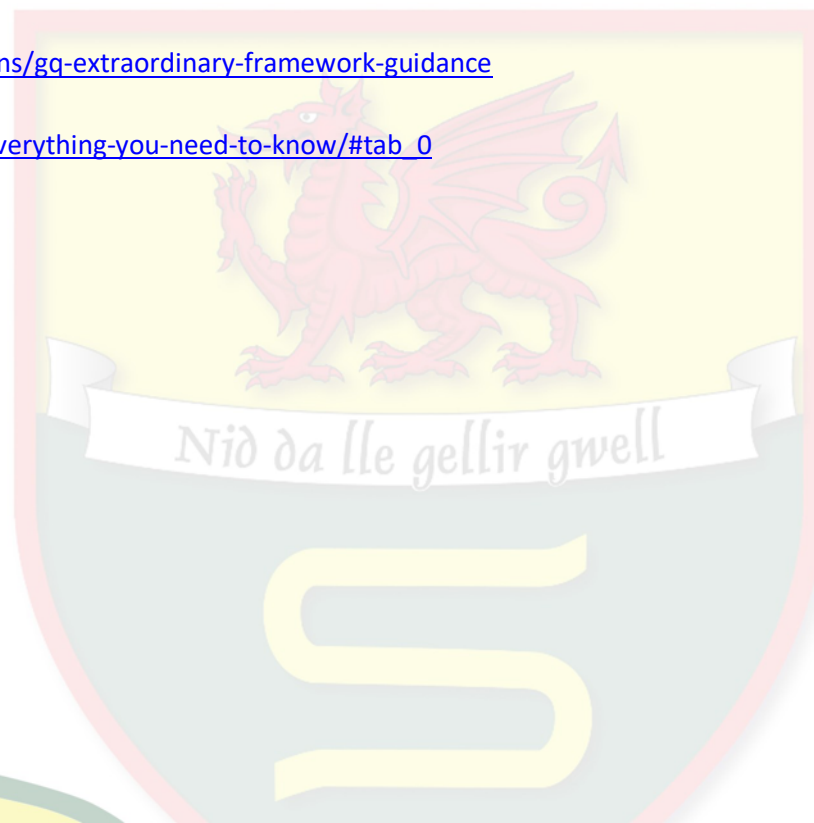 ns/gq-extraordinary-framework-guidance
verything-you-need-to-know/#tab_0
Nid da lle gellir gwell